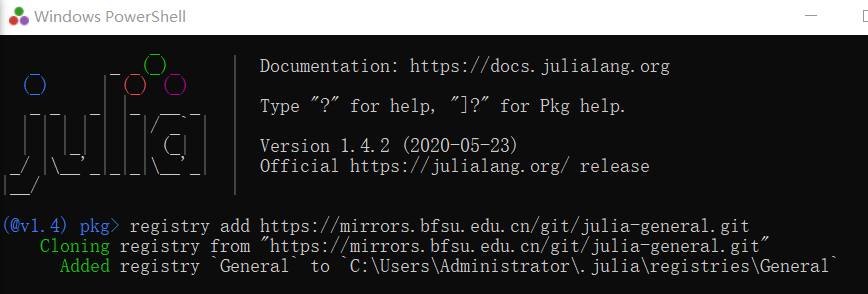 Windows PowerShell
Documentation: https://docs.julialang.org
Type "?" for help, "]?" for Pkg help.
julia
Version 1.4.2 (2020-05-23)
Official https://julialang.org/ release
(@v1.4) pkg> registry add https://mirrors.bfsu.edu.cn/git/julia-general.git
Cloning registry from "https://mirrors.bfsu.edu.cn/git/julia-general.git"
Added registry `General` to `C:\Users\Administrator\.julia\registries\General`